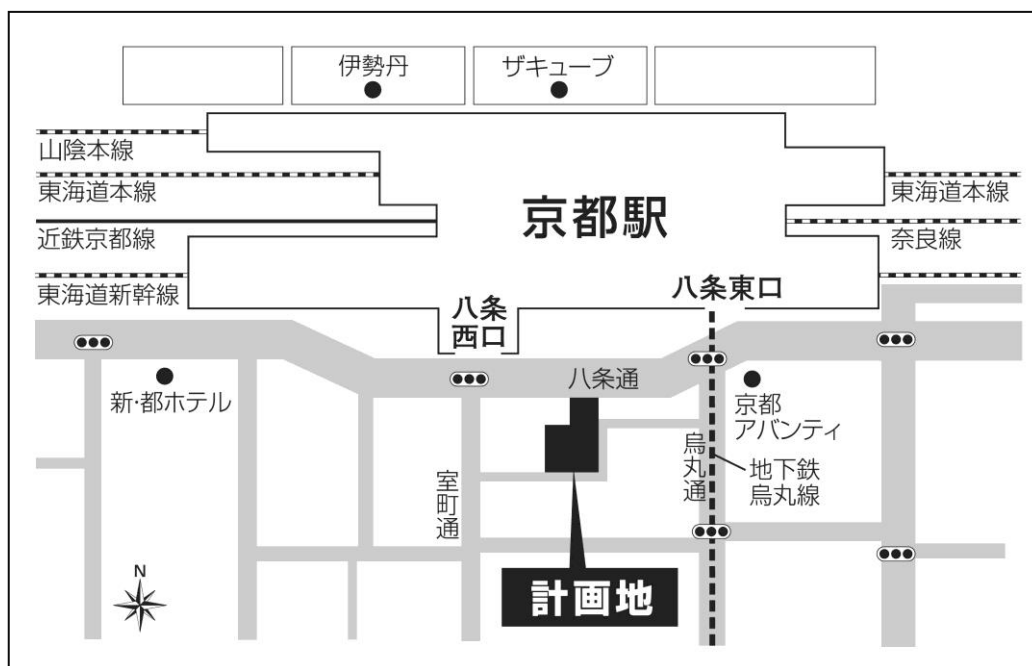 伊勢丹
ザキューブ
山陰本線
東海道本線
近鉄京都線
東海道新幹線
京都駅
東海道本線
奈良線
八条
西口
八条東口
新・都ホテル
八条通
京都
アバンティ
室町通
烏丸通
地下鉄
烏丸線
計画地
N